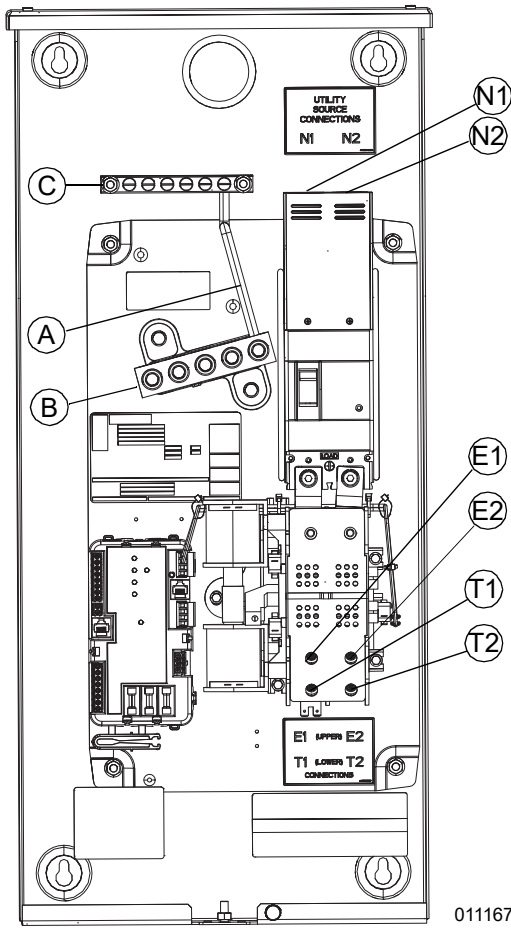 UTILITY
SOURCE
CONNECTIONS
N1 N2
N1
N2
C
A
B
LOAD
E1
E2
T1
T2
E1 (UPPER) E2
T1 (LOWER) T2
CONNECTIONS
011167